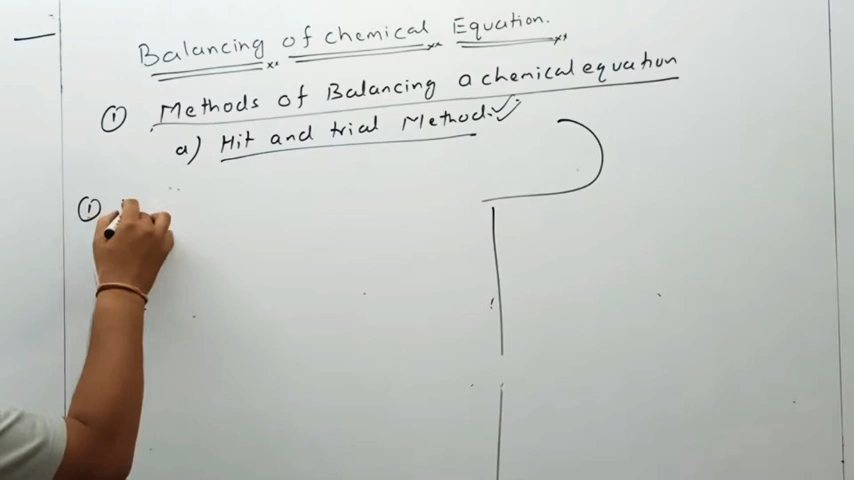 Balancing of chemical Equation.
① Methods of Balancing a chemical equation
a) Hit and trial Method.
①